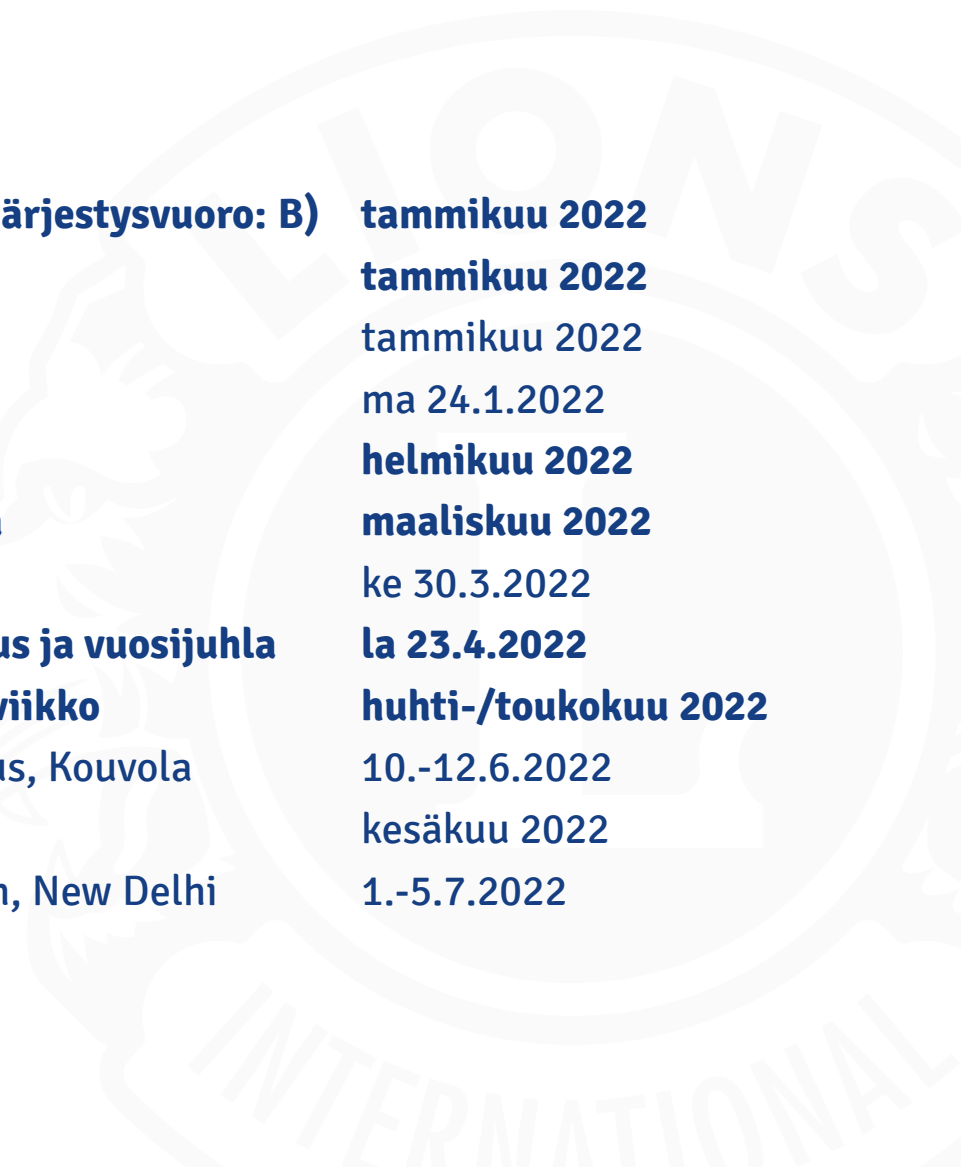 LIONS
ärjestysvuoro: B) tammikuu 2022
tammikuu 2022
tammikuu 2022
ma 24.1.2022
helmikuu 2022
maaliskuu 2022
ke 30.3.2022
us ja vuosijuhla la 23.4.2022
viikko huhti-/toukokuu 2022
us, Kouvola 10.-12.6.2022
kesäkuu 2022
n, New Delhi 1.-5.7.2022
L
INTERNATIONAL